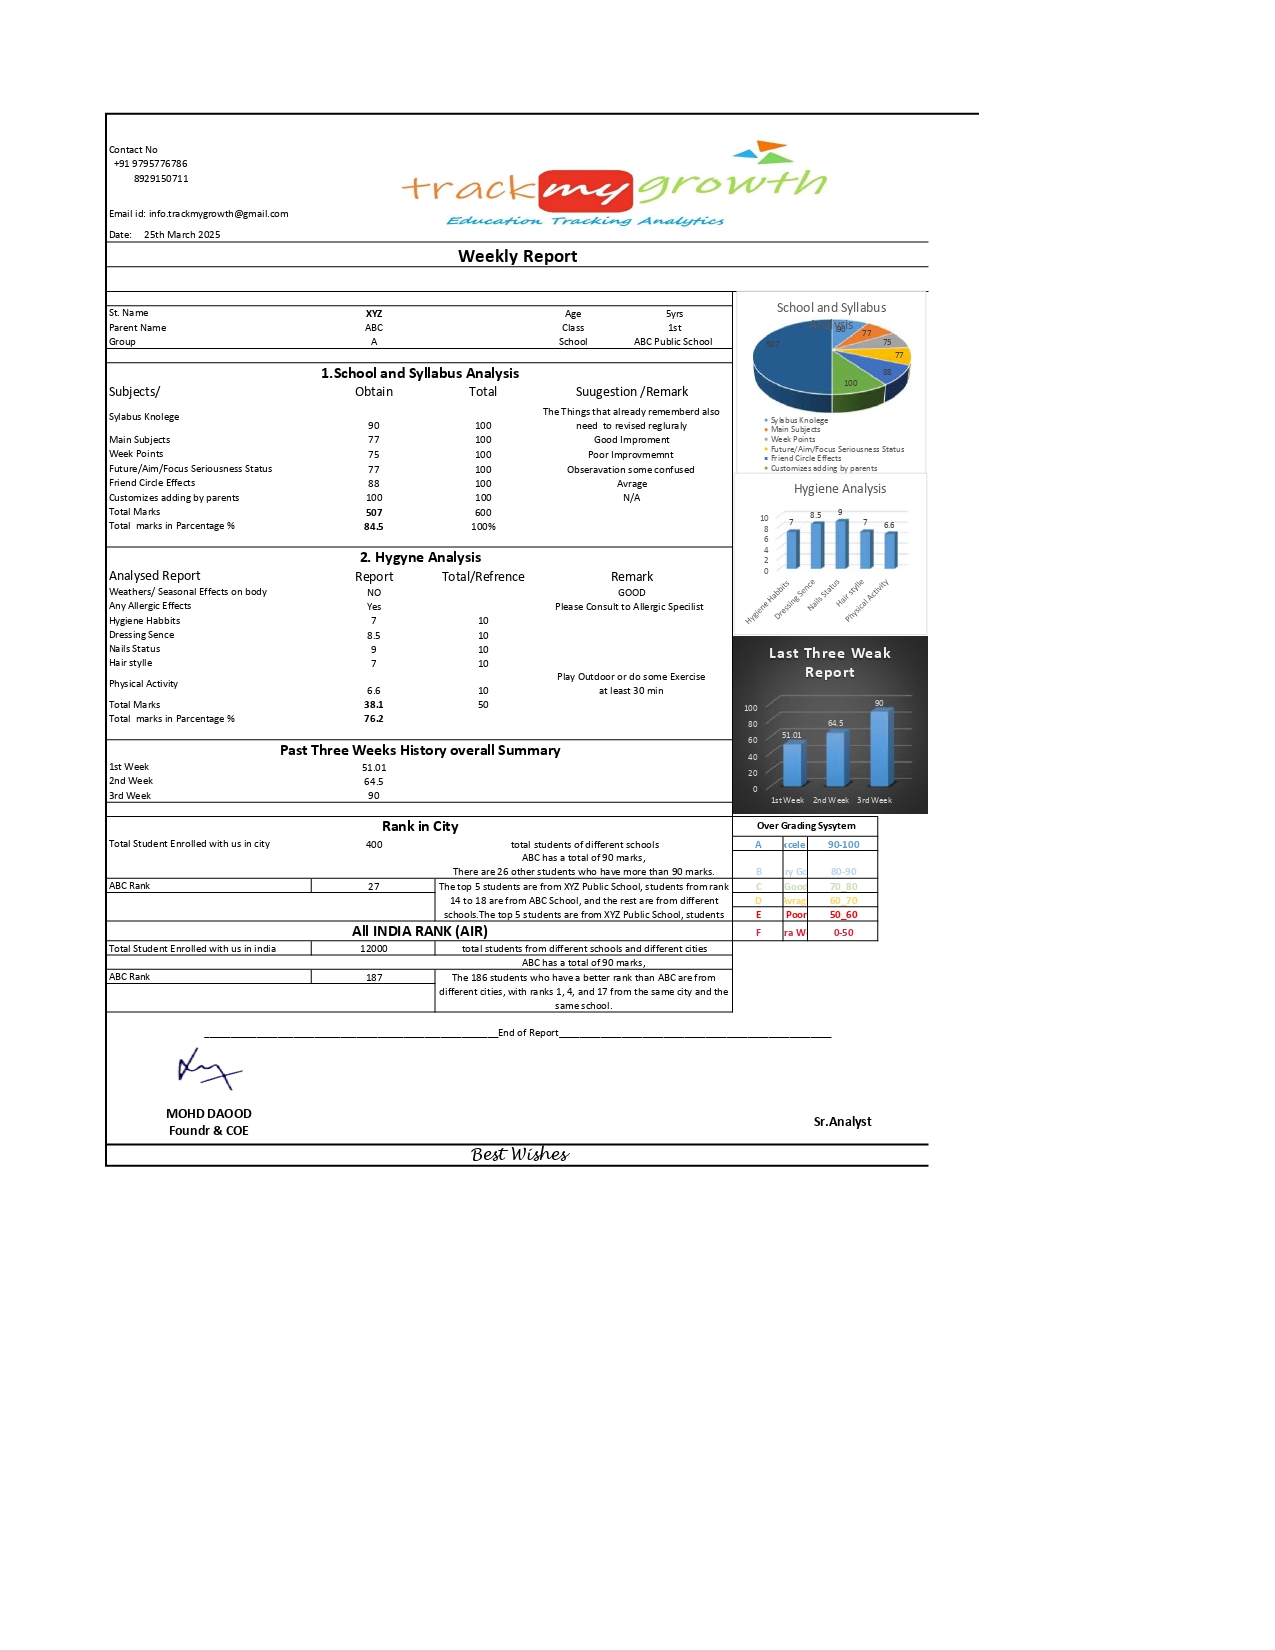 Contact No
+91 9795776786
8929150711
Email id: info.trackmygrowth@gmail.com
Date: 25th March 2025
trackmygrowth
Education Tracking Analytics
Weekly Report
St. Name XYZ Age 5yrs
Parent Name ABC Class 1st
Group A School ABC Public School
1.School and Syllabus Analysis
Subjects/ Obtain Total Suugestion /Remark
Sylabus Knolege 90 100 The Things that already rememberd also need to revised regluraly
Main Subjects 77 100 Good Improment
Week Points 75 100 Poor Improvmemnt
Future/Aim/Focus Seriousness Status 77 100 Obseravation some confused
Friend Circle Effects 88 100 Avrage
Customizes adding by parents 100 100 N/A
Total Marks 507 600
Total marks in Parcentage % 84.5 100%
2. Hygyne Analysis
Analysed Report Report Total/Refrence Remark
Weathers/ Seasonal Effects on body NO GOOD
Any Allergic Effects Yes Please Consult to Allergic Specilist
Hygiene Habbits 7 10
Dressing Sence 8.5 10
Nails Status 9 10
Hair stylle 7 10
Physical Activity 6.6 10 Play Outdoor or do some Exercise at least 30 min
Total Marks 38.1 50
Total marks in Parcentage % 76.2
Past Three Weeks History overall Summary
1st Week 51.01
2nd Week 64.5
3rd Week 90
School and Syllabus
Analysis
90
77
75
77
88
100
507
Sylabus Knolege
Main Subjects
Week Points
Future/Aim/Focus Seriousness Status
Friend Circle Effects
Customizes adding by parents
Hygiene Analysis
10
8
6
4
2
0
7 8.5 9 7 6.6
Hygiene Habbits Dressing Sence Nails Status Hair stylle Physical Activity
Last Three Weak
Report
100
80
60
40
20
0
51.01 64.5 90
1st Week 2nd Week 3rd Week
Rank in City
Total Student Enrolled with us in city 400 total students of different schools
ABC has a total of 90 marks,
There are 26 other students who have more than 90 marks.
ABC Rank 27 The top 5 students are from XYZ Public School, students from rank
14 to 18 are from ABC School, and the rest are from different
schools.The top 5 students are from XYZ Public School, students
Over Grading Sysytem
A xcele 90-100
B ry Go 80-90
C Good 70_80
D Avrag 60_70
E Poor 50_60
F ra W 0-50
All INDIA RANK (AIR)
Total Student Enrolled with us in india 12000 total students from different schools and different cities
ABC has a total of 90 marks,
ABC Rank 187 The 186 students who have a better rank than ABC are from
different cities, with ranks 1, 4, and 17 from the same city and the
same school.
End of Report
MOHD DAOOD
Foundr & COE
Sr.Analyst
Best Wishes